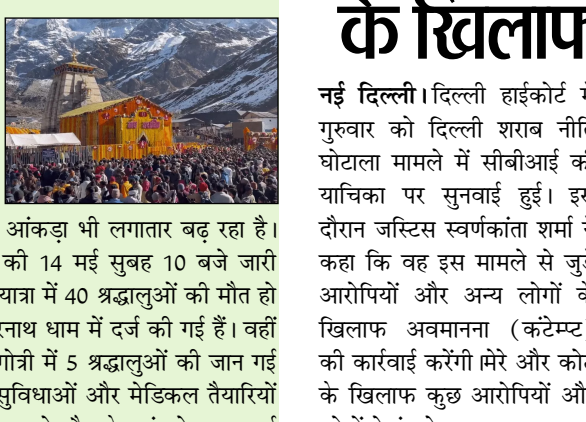 आंकड़ा भी लगातार बढ़ रहा है।
की 14 मई सुबह 10 बजे जारी
यात्रा में 40 श्रद्धालुओं की मौत हो
धाम में दर्ज की गई हैं। वहीं
में 5 श्रद्धालुओं की जान गई
सुविधाओं और मेडिकल तैयारियों
के खिलाफ
नई दिल्ली। दिल्ली हाईकोर्ट
गुरुवार को दिल्ली शराब
घोटाला मामले में सीबीआई
याचिका पर सुनवाई हुई।
दौरान जस्टिस स्वर्णकांता शर्मा
कहा कि वह इस मामले से
आरोपियों और अन्य लोगों
खिलाफ अवमानना (कंटेम्प्ट
की कार्रवाई करेंगी।मेरे और
के खिलाफ कुछ आरोपियों